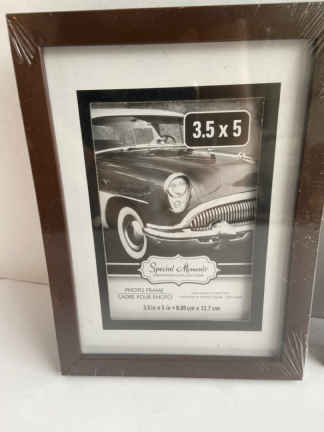 3.5 x 5
Special Moments
PHOTO FRAME
CADRE POUR PHOTO
3.5 in x 5 in • 8.89 cm x 12.7 cm